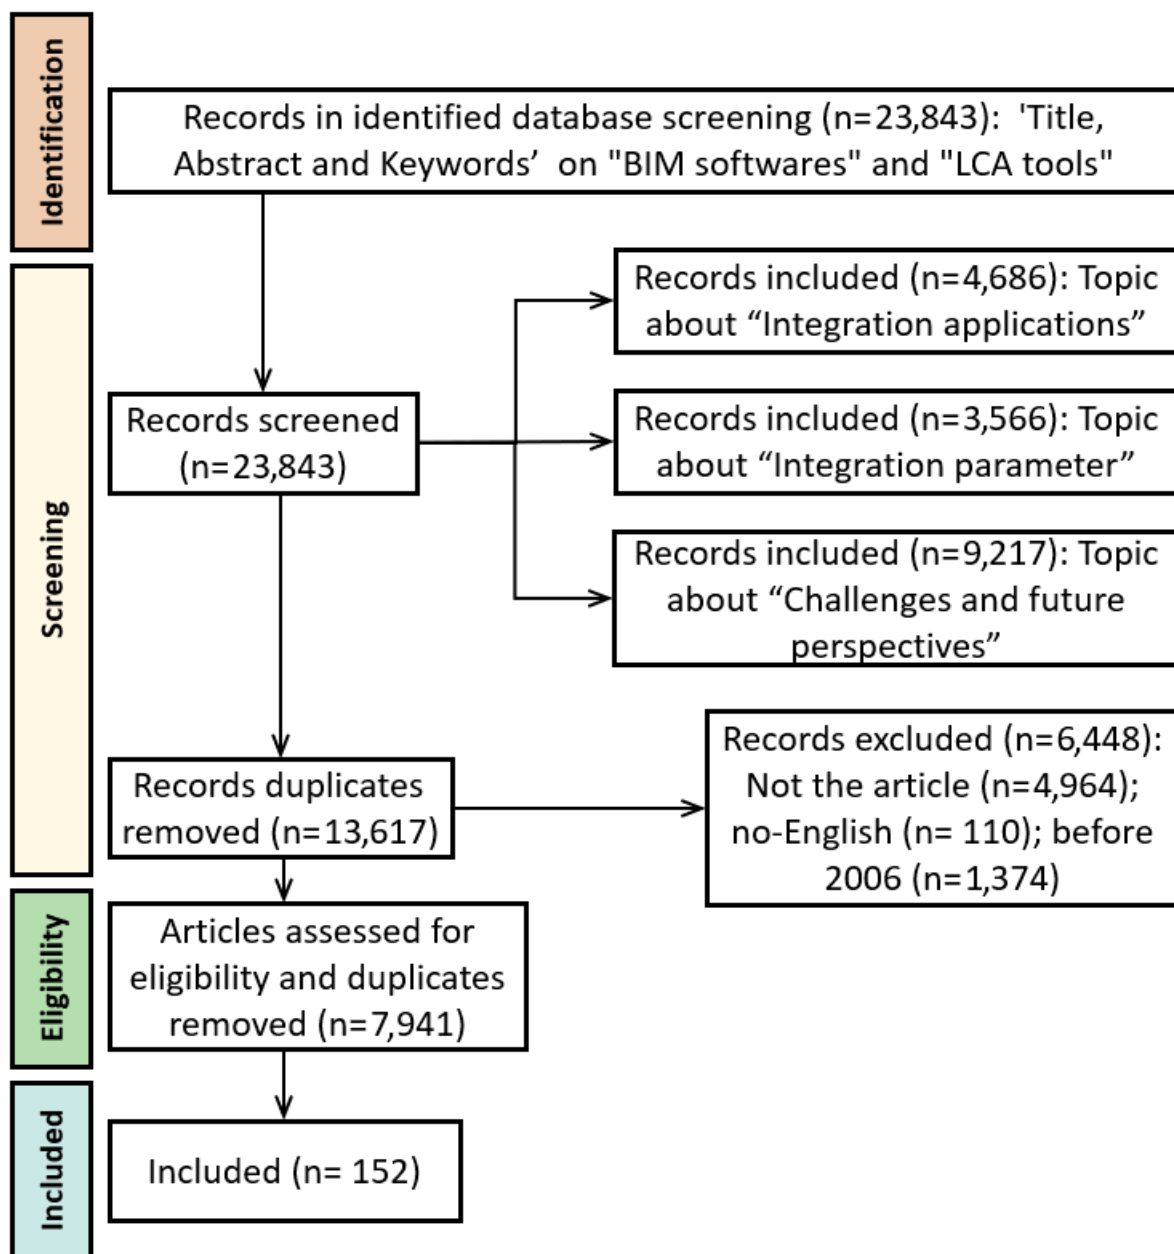 Identification
Records in identified database screening (n=23,843):  'Title,
Abstract and Keywords’  on "BIM softwares" and "LCA tools"
Screening
Records screened
(n=23,843)
Records included (n=4,686): Topic
about “Integration applications”
Records included (n=3,566): Topic
about “Integration parameter”
Records included (n=9,217): Topic
about “Challenges and future
perspectives”
Records duplicates
removed (n=13,617)
Records excluded (n=6,448):
Not the article (n=4,964);
no-English (n= 110); before
2006 (n=1,374)
Eligibility
Articles assessed for
eligibility and duplicates
removed (n=7,941)
Included
Included (n= 152)